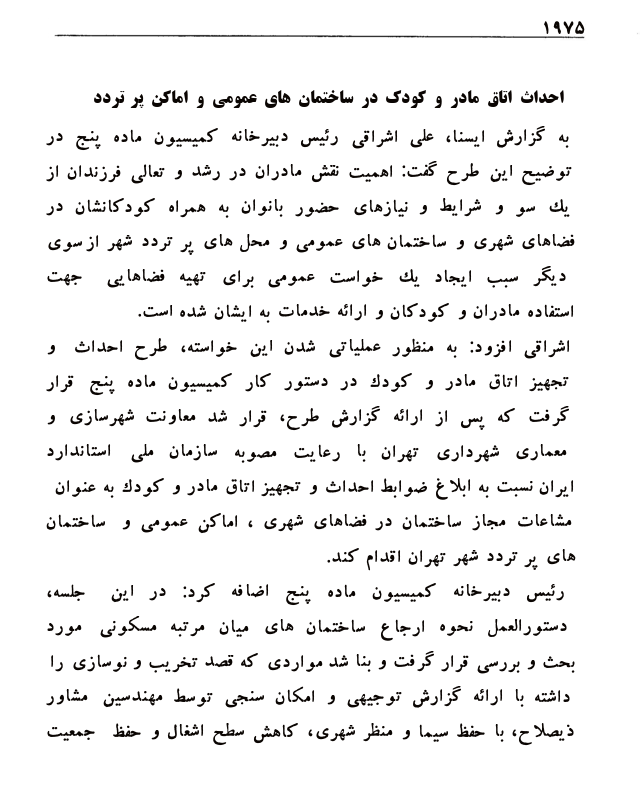 ۱۹۷۵
احداث اتاق مادر و کودک در ساختمان های عمومی و اماکن پر تردد
به گزارش ایسنا، علی اشراقی رئیس دبیرخانه کمیسیون ماده پنج در
توضیح این طرح گفت: اهمیت نقش مادران در رشد و تعالی فرزندان از
یك سو و شرایط و نیازهای حضور بانوان به همراه کودکانشان در
فضاهای شهری و ساختمان های عمومی و محل های پر تردد شهر از سوی
دیگر سبب ایجاد یك خواست عمومی برای تهیه فضاهایی جهت
استفاده مادران و کودکان و ارائه خدمات به ایشان شده است.
اشراقی افزود: به منظور عملیاتی شدن این خواسته، طرح احداث و
تجهیز اتاق مادر و کودك در دستور کار کمیسیون ماده پنج قرار
گرفت که پس از ارائه گزارش طرح، قرار شد معاونت شهرسازی و
معماری شهرداری تهران با رعایت مصوبه سازمان ملی استاندارد
ایران نسبت به ابلاغ ضوابط احداث و تجهیز اتاق مادر و کودك به عنوان
مشاعات مجاز ساختمان در فضاهای شهری ، اماکن عمومی و ساختمان
های پر تردد شهر تهران اقدام کند.
رئیس دبیرخانه کمیسیون ماده پنج اضافه کرد: در این جلسه،
دستورالعمل نحوه ارجاع ساختمان های میان مرتبه مسکونی مورد
بحث و بررسی قرار گرفت و بنا شد مواردی که قصد تخریب و نوسازی را
داشته با ارائه گزارش توجیهی و امکان سنجی توسط مهندسین مشاور
ذیصلاح، با حفظ سیما و منظر شهری، کاهش سطح اشغال و حفظ جمعیت